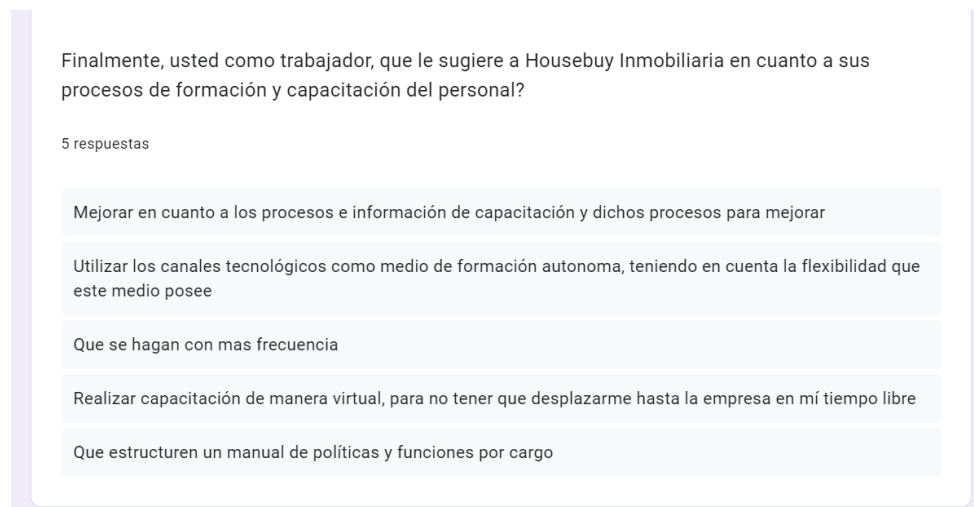 Finalmente, usted como trabajador, que le sugiere a Housebuy Inmobiliaria en cuanto a sus
procesos de formación y capacitación del personal?
5 respuestas
Mejorar en cuanto a los procesos e información de capacitación y dichos procesos para mejorar
Utilizar los canales tecnológicos como medio de formación autonoma, teniendo en cuenta la flexibilidad que
este medio posee
Que se hagan con mas frecuencia
Realizar capacitación de manera virtual, para no tener que desplazarme hasta la empresa en mí tiempo libre
Que estructuren un manual de políticas y funciones por cargo